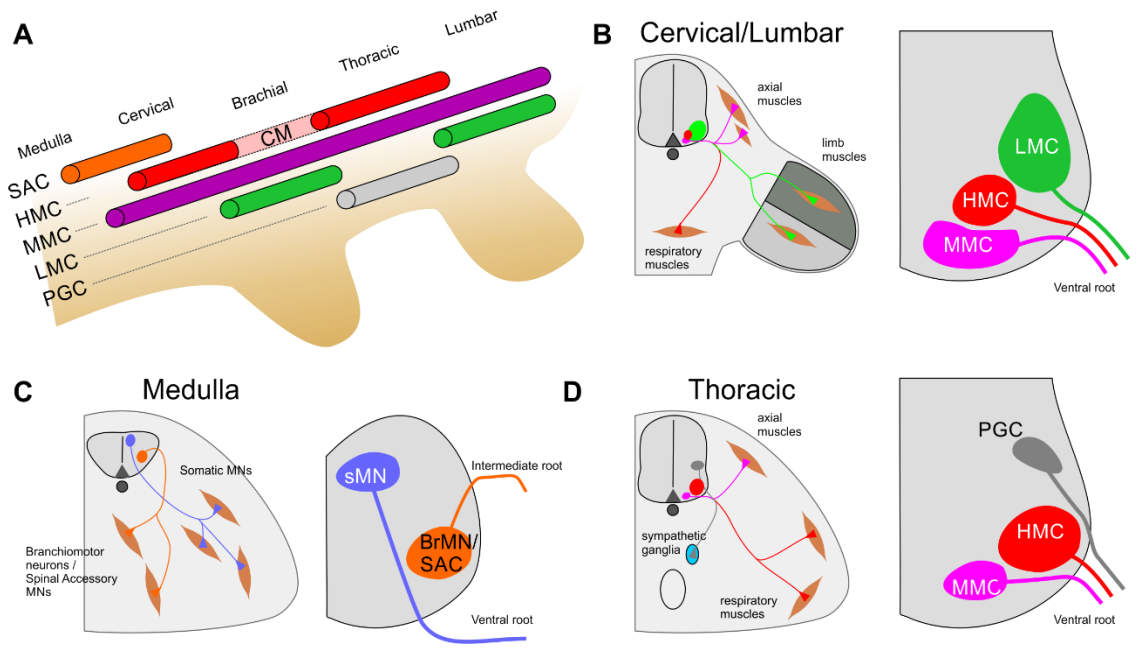 A
Medulla
Cervical
Brachial
Thoracic
Lumbar
CM
SAC
HMC
MMC
LMC
PGC
B
Cervical/Lumbar
axial
muscles
limb
muscles
respiratory
muscles
LMC
HMC
MMC
Ventral root
C
Medulla
Somatic MNs
Branchiomotor
neurons /
Spinal Accessory
MNs
sMN
Intermediate root
BrMN/
SAC
Ventral root
D
Thoracic
axial
muscles
sympathetic
ganglia
respiratory
muscles
PGC
HMC
MMC
Ventral root